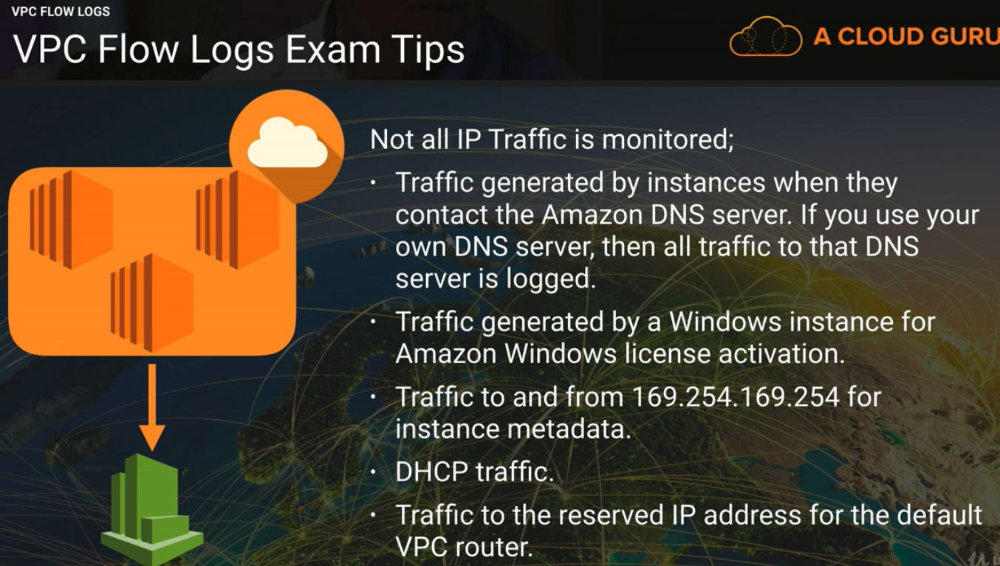 VPC FLOW LOGS
VPC Flow Logs Exam Tips
A CLOUD GURU
Not all IP Traffic is monitored;
· Traffic generated by instances when they
contact the Amazon DNS server. If you use your
own DNS server, then all traffic to that DNS
server is logged.
· Traffic generated by a Windows instance for
Amazon Windows license activation.
· Traffic to and from 169.254.169.254 for
instance metadata.
· DHCP traffic.
· Traffic to the reserved IP address for the default
VPC router.